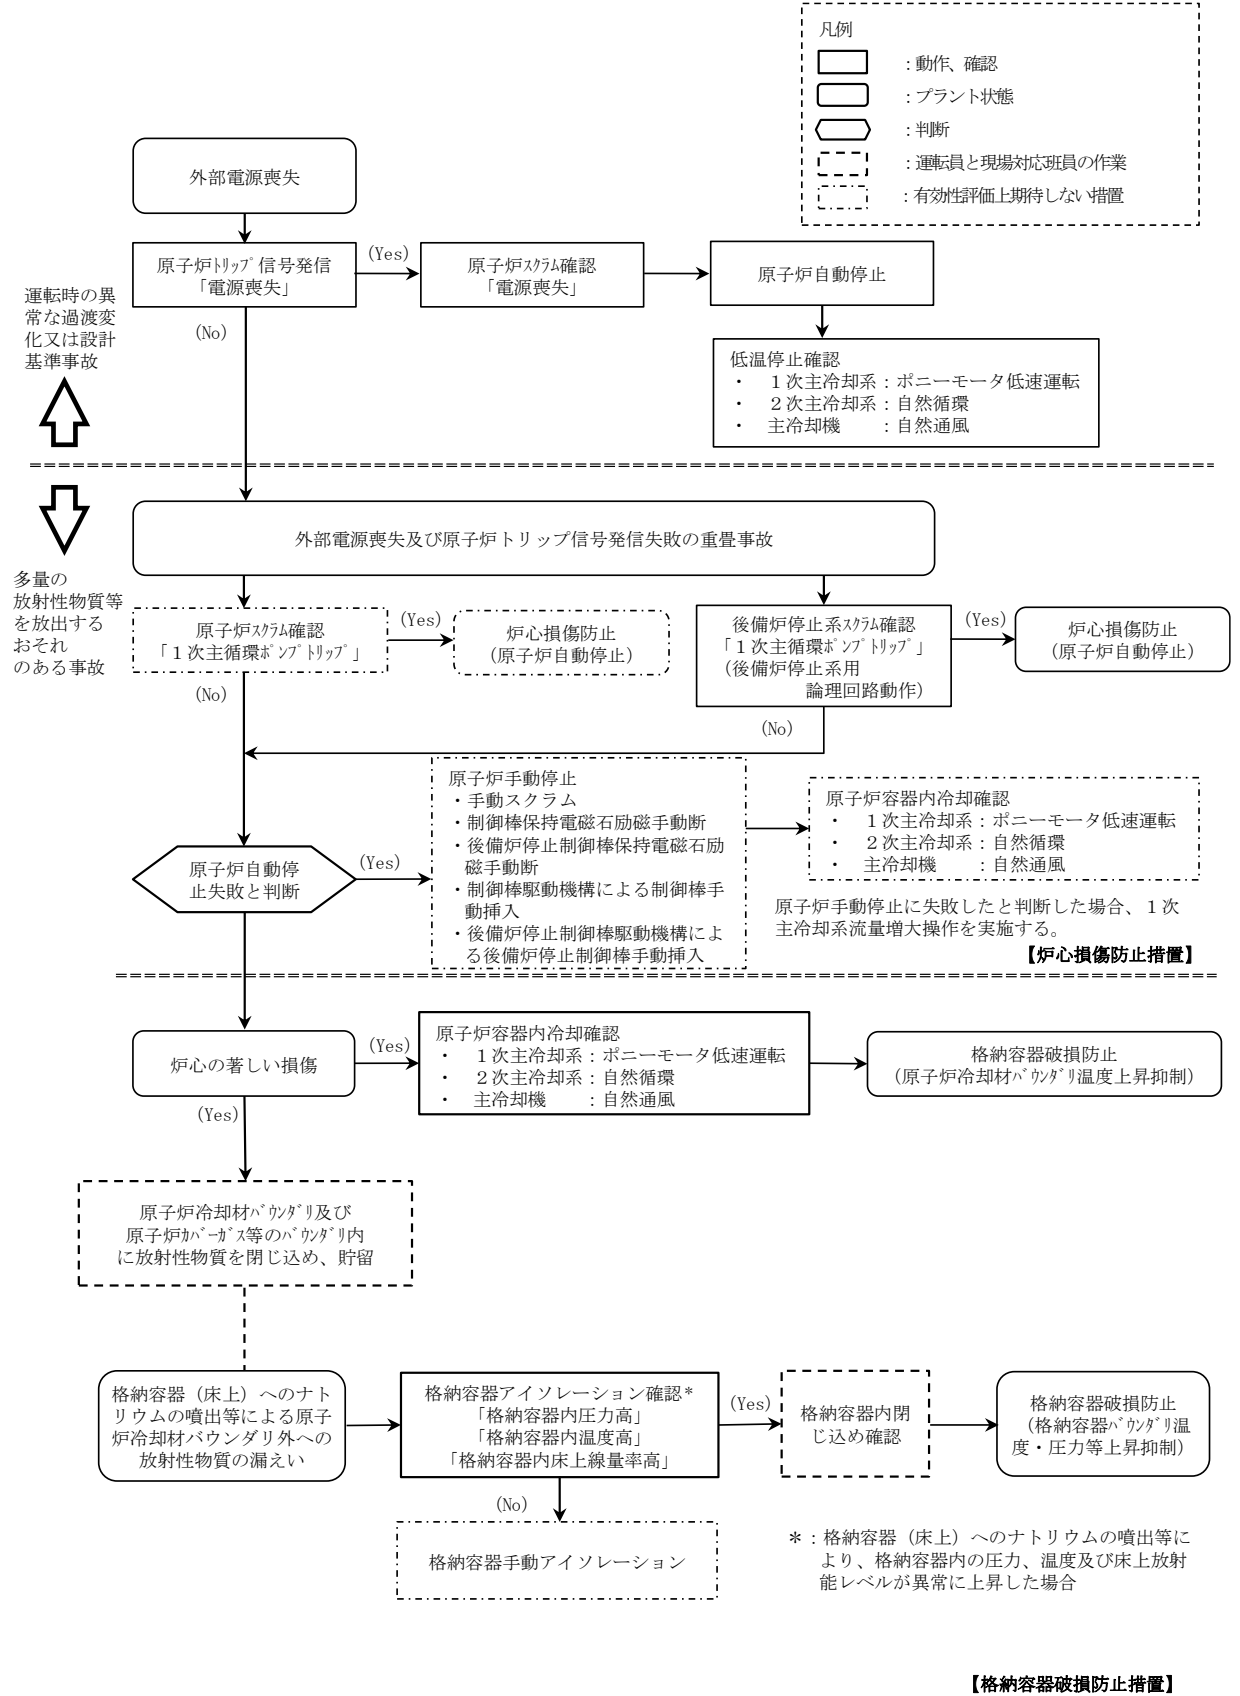 凡例
：動作、確認
：プラント状態
：判断
：運転員と現場対応班員の作業
：有効性評価上期待しない措置
外部電源喪失
原子炉ﾄﾘｯﾌﾟ信号発信
「電源喪失」
(Yes)
原子炉ｽｸﾗﾑ確認
「電源喪失」
原子炉自動停止
(No)
運転時の異
常な過渡変
化又は設計
基準事故
低温停止確認
・　１次主冷却系：ポニーモータ低速運転
・　２次主冷却系：自然循環
・　主冷却機　　：自然通風
外部電源喪失及び原子炉トリップ信号発信失敗の重畳事故
多量の
放射性物質等
を放出する
おそれ
のある事故
原子炉ｽｸﾗﾑ確認
「１次主循環ﾎﾟﾝﾌﾟﾄﾘｯﾌﾟ」
(Yes)
炉心損傷防止
（原子炉自動停止）
後備炉停止系ｽｸﾗﾑ確認
「１次主循環ﾎﾟﾝﾌﾟﾄﾘｯﾌﾟ」
（後備炉停止系用
論理回路動作）
(Yes)
炉心損傷防止
（原子炉自動停止）
(No)
(No)
原子炉手動停止
・手動スクラム
・制御棒保持電磁石励磁手動断
・後備炉停止制御棒保持電磁石励
磁手動断
・制御棒駆動機構による制御棒手
動挿入
・後備炉停止制御棒駆動機構によ
る後備炉停止制御棒手動挿入
原子炉容器内冷却確認
・　１次主冷却系：ポニーモータ低速運転
・　２次主冷却系：自然循環
・　主冷却機　　：自然通風
原子炉自動停
止失敗と判断
(Yes)
原子炉手動停止に失敗したと判断した場合、１次
主冷却系流量増大操作を実施する。
【炉心損傷防止措置】
炉心の著しい損傷
(Yes)
原子炉容器内冷却確認
・　１次主冷却系：ポニーモータ低速運転
・　２次主冷却系：自然循環
・　主冷却機　　：自然通風
格納容器破損防止
（原子炉冷却材ﾊﾞｳﾝﾀﾞﾘ温度上昇抑制）
(Yes)
原子炉冷却材ﾊﾞｳﾝﾀﾞﾘ及び
原子炉ｶﾊﾞｰｶﾞｽ等のﾊﾞｳﾝﾀﾞﾘ内
に放射性物質を閉じ込め、貯留
格納容器（床上）へのナト
リウムの噴出等による原子
炉冷却材バウンダリ外への
放射性物質の漏えい
格納容器アイソレーション確認*
「格納容器内圧力高」
「格納容器内温度高」
「格納容器内床上線量率高」
(Yes)
格納容器内閉
じ込め確認
格納容器破損防止
（格納容器ﾊﾞｳﾝﾀﾞﾘ温
度・圧力等上昇抑制）
(No)
格納容器手動アイソレーション
＊：格納容器（床上）へのナトリウムの噴出等に
より、格納容器内の圧力、温度及び床上放射
能レベルが異常に上昇した場合
【格納容器破損防止措置】